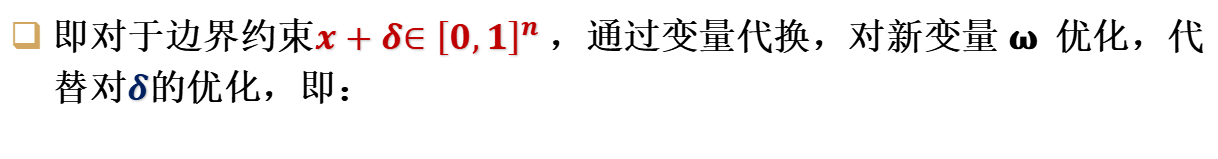 即对于边界约束x + δ∈ [0, 1]ⁿ ，通过变量代换，对新变量 ω 优化，代
替对δ的优化，即：